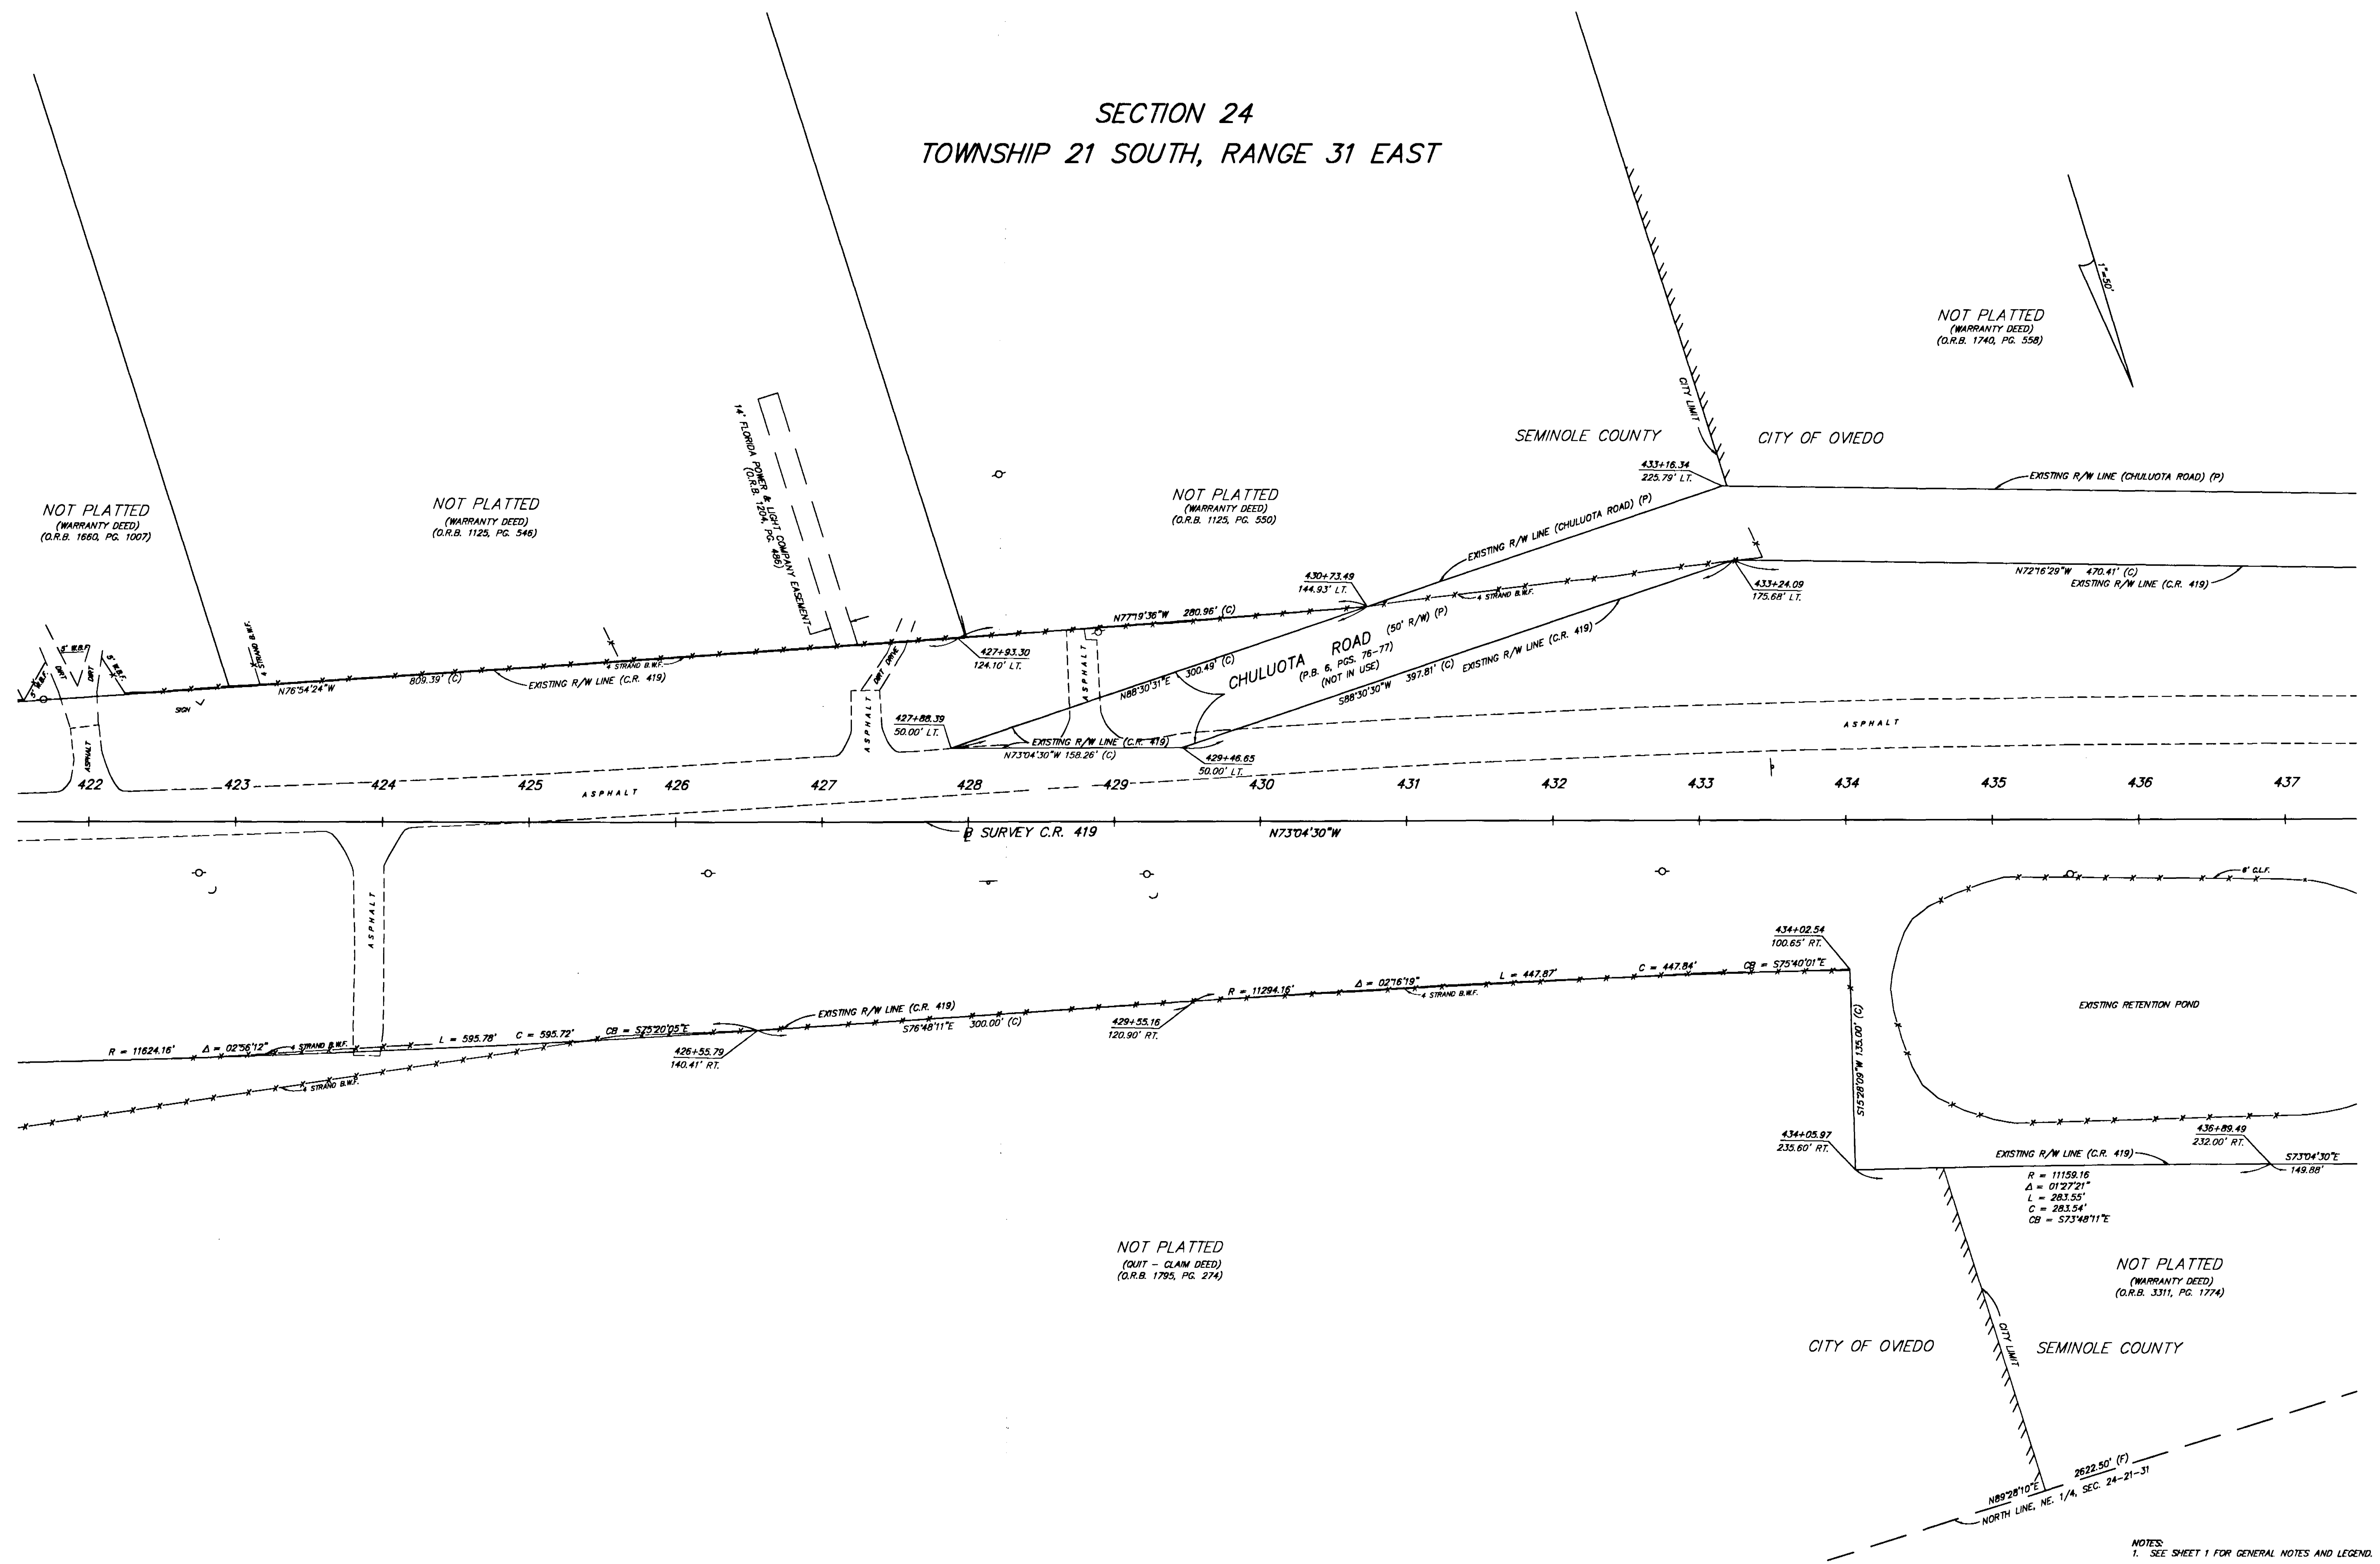 SECTION 24
TOWNSHIP 21 SOUTH, RANGE 31 EAST
1"=50'
NOT PLATTED
(WARRANTY DEED)
(O.R.B. 1740, PG. 558)
CITY LIMIT
SEMINOLE COUNTY
CITY OF OVIEDO
433+16.34
225.79' LT.
EXISTING R/W LINE (CHULUOTA ROAD) (P)
NOT PLATTED
(WARRANTY DEED)
(O.R.B. 1660, PG. 1007)
NOT PLATTED
(WARRANTY DEED)
(O.R.B. 1125, PG. 546)
14' FLORIDA POWER & LIGHT COMPANY EASEMENT
(O.R.B. 1204, PG. 486)
NOT PLATTED
(WARRANTY DEED)
(O.R.B. 1125, PG. 550)
EXISTING R/W LINE (CHULUOTA ROAD) (P)
430+73.49
144.93' LT.
4 STRAND B.W.F.
433+24.09
175.68' LT.
N72°16'29"W 470.41' (C)
EXISTING R/W LINE (C.R. 419)
N77°19'36"W 280.96' (C)
427+93.30
124.10' LT.
CHULUOTA ROAD (50' R/W) (P)
(P.B. 6, PGS. 76-77)
(NOT IN USE)
N88°30'31"E 300.49' (C)
S88°30'30"W 397.81' (C) EXISTING R/W LINE (C.R. 419)
5' W.B.F.
DIRT
5' W.B.F.
DIRT
5' W.B.F.
4 STRAND B.W.F.
SIGN
N76°54'24"W
809.39' (C)
EXISTING R/W LINE (C.R. 419)
4 STRAND B.W.F.
DIRT DRIVE
ASPHALT
ASPHALT
ASPHALT
427+88.39
50.00' LT.
EXISTING R/W LINE (C.R. 419)
N73°04'30"W 158.26' (C)
429+46.65
50.00' LT.
ASPHALT
422 423 424 425 426 427 428 429 430 431 432 433 434 435 436 437
ASPHALT
B SURVEY C.R. 419
N73°04'30"W
ASPHALT
6' C.L.F.
434+02.54
100.65' RT.
EXISTING RETENTION POND
R = 11624.16' Δ = 02°56'12" 4 STRAND B.W.F. L = 595.78' C = 595.72' CB = S75°20'05"E
4 STRAND B.W.F.
426+55.79
140.41' RT.
EXISTING R/W LINE (C.R. 419)
S76°48'11"E 300.00' (C)
429+55.16
120.90' RT.
R = 11294.16' Δ = 02°16'19" L = 447.87' C = 447.84' CB = S75°40'01"E
4 STRAND B.W.F.
S15°28'09"W 135.00' (C)
434+05.97
235.60' RT.
436+89.49
232.00' RT.
EXISTING R/W LINE (C.R. 419)
S73°04'30"E
149.88'
R = 11159.16
Δ = 01°27'21"
L = 283.55'
C = 283.54'
CB = S73°48'11"E
NOT PLATTED
(QUIT - CLAIM DEED)
(O.R.B. 1795, PG. 274)
NOT PLATTED
(WARRANTY DEED)
(O.R.B. 3311, PG. 1774)
CITY OF OVIEDO
CITY LIMIT
SEMINOLE COUNTY
N89°28'10"E 2622.50' (F)
NORTH LINE, NE. 1/4, SEC. 24-21-31
NOTES:
1. SEE SHEET 1 FOR GENERAL NOTES AND LEGEND.